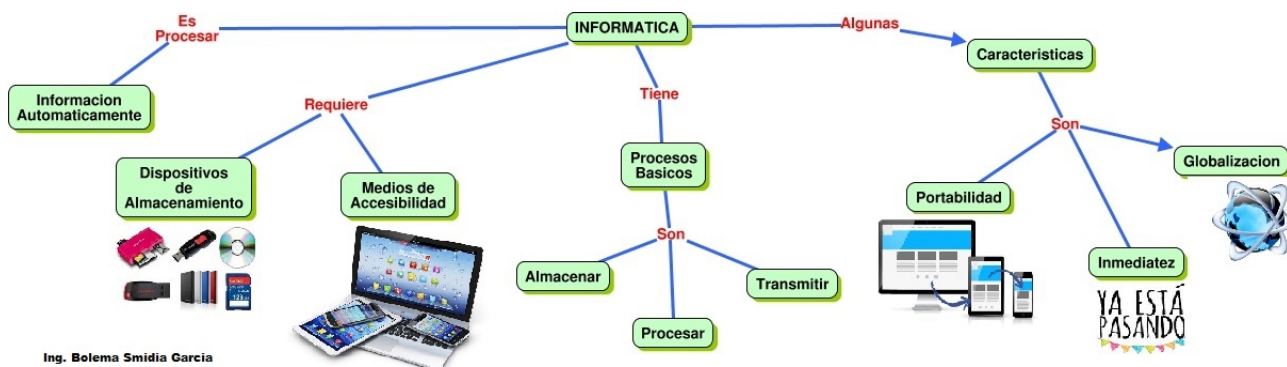 INFORMATICA
Es
Procesar
Informacion
Automaticamente
Requiere
Dispositivos
de
Almacenamiento
Medios de
Accesibilidad
Tiene
Procesos
Basicos
Son
Almacenar
Procesar
Transmitir
Algunas
Caracteristicas
Son
Portabilidad
Inmediatez
YA ESTÁ
PASANDO
Globalizacion
Ing. Bolema Smidia Garcia